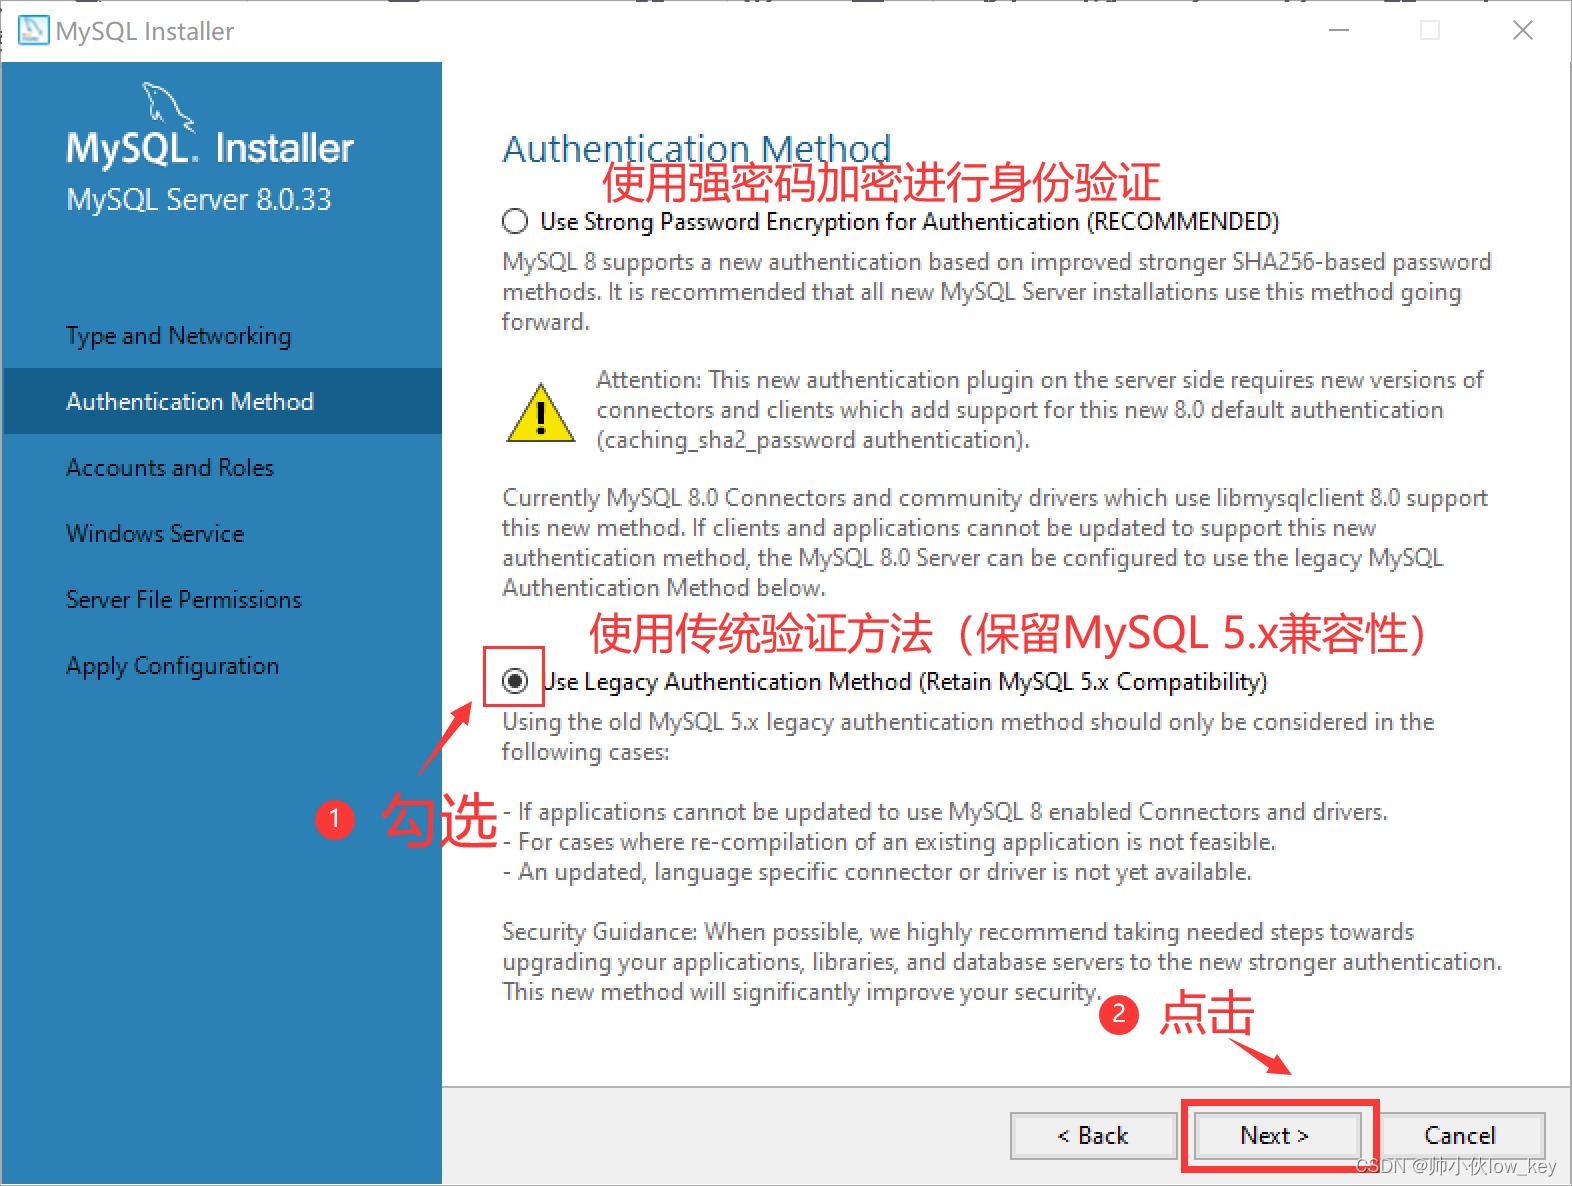 MySQL Installer
MySQL Installer
MySQL Server 8.0.33
Type and Networking
Authentication Method
Accounts and Roles
Windows Service
Server File Permissions
Apply Configuration
Authentication Method
使用强密码加密进行身份验证
Use Strong Password Encryption for Authentication (RECOMMENDED)
MySQL 8 supports a new authentication based on improved stronger SHA256-based password
methods. It is recommended that all new MySQL Server installations use this method going
forward.
Attention: This new authentication plugin on the server side requires new versions of
connectors and clients which add support for this new 8.0 default authentication
(caching_sha2_password authentication).
Currently MySQL 8.0 Connectors and community drivers which use libmysqlclient 8.0 support
this new method. If clients and applications cannot be updated to support this new
authentication method, the MySQL 8.0 Server can be configured to use the legacy MySQL
Authentication Method below.
使用传统验证方法（保留MySQL 5.x兼容性）
Use Legacy Authentication Method (Retain MySQL 5.x Compatibility)
Using the old MySQL 5.x legacy authentication method should only be considered in the
following cases:
1 勾选
- If applications cannot be updated to use MySQL 8 enabled Connectors and drivers.
- For cases where re-compilation of an existing application is not feasible.
- An updated, language specific connector or driver is not yet available.
Security Guidance: When possible, we highly recommend taking needed steps towards
upgrading your applications, libraries, and database servers to the new stronger authentication.
This new method will significantly improve your security.
2 点击
< Back
Next >
Cancel
CSDN @帅小伙low_key